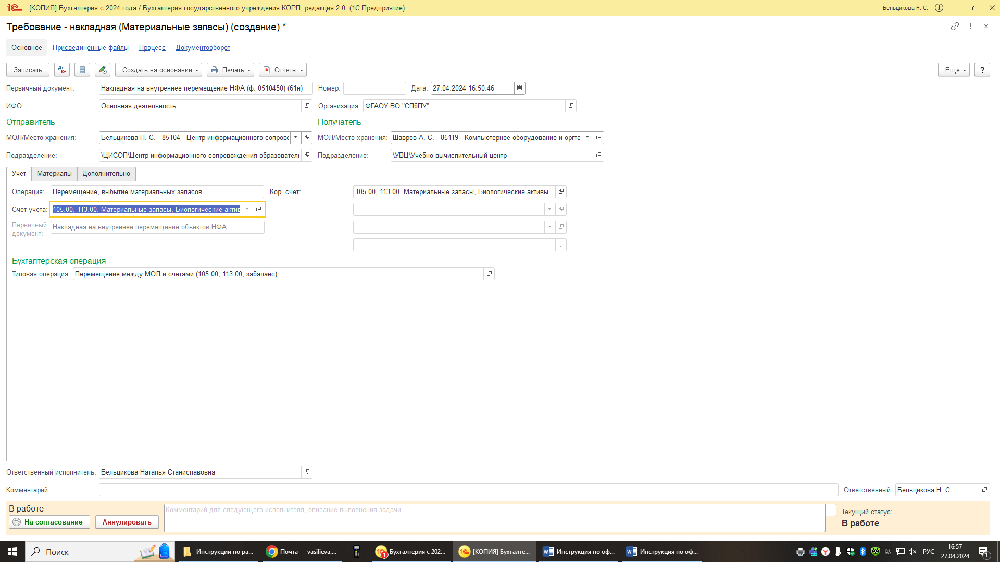 [КОПИЯ] Бухгалтерия с 2024 года / Бухгалтерия государственного учреждения КОРП, редакция 2.0 (1С:Предприятие)
Бельцикова Н. С.
Требование - накладная (Материальные запасы) (создание) *
Основное Присоединенные файлы Процесс Документооборот
Записать Дт Кт Создать на основании Печать Отчеты Еще ?
Первичный документ: Накладная на внутреннее перемещение НФА (ф. 0510450) (61н) Номер: Дата: 27.04.2024 16:50:46
ИФО: Основная деятельность Организация: ФГАОУ ВО "СПбПУ"
Отправитель Получатель
МОЛ/Место хранения: Бельцикова Н. С. - 85104 - Центр информационного сопрово МОЛ/Место хранения: Шавров А. С. - 85119 - Компьютерное оборудование и оргте
Подразделение: \ЦИСОП\Центр информационного сопровождения образователь Подразделение: \УВЦ\Учебно-вычислительный центр
Учет Материалы Дополнительно
Операция: Перемещение, выбытие материальных запасов Кор. счет: 105.00, 113.00. Материальные запасы, Биологические активы
Счет учета: 105.00, 113.00. Материальные запасы, Биологические актив
Первичный документ: Накладная на внутреннее перемещение объектов НФА
...
Бухгалтерская операция
Типовая операция: Перемещение между МОЛ и счетами (105.00, 113.00, забаланс)
Ответственный исполнитель: Бельцикова Наталья Станиславовна
Комментарий: Ответственный: Бельцикова Н. С.
В работе
Комментарий для следующего исполнителя, описание выполнения задачи ...
Текущий статус:
На согласование Аннулировать
В работе
Поиск
Инструкции по ра...
Почта — vasilieva....
1
Бухгалтерия с 202...
[КОПИЯ] Бухгалте...
Инструкция по оф...
Инструкция по оф...
РУС
16:57
27.04.2024
1